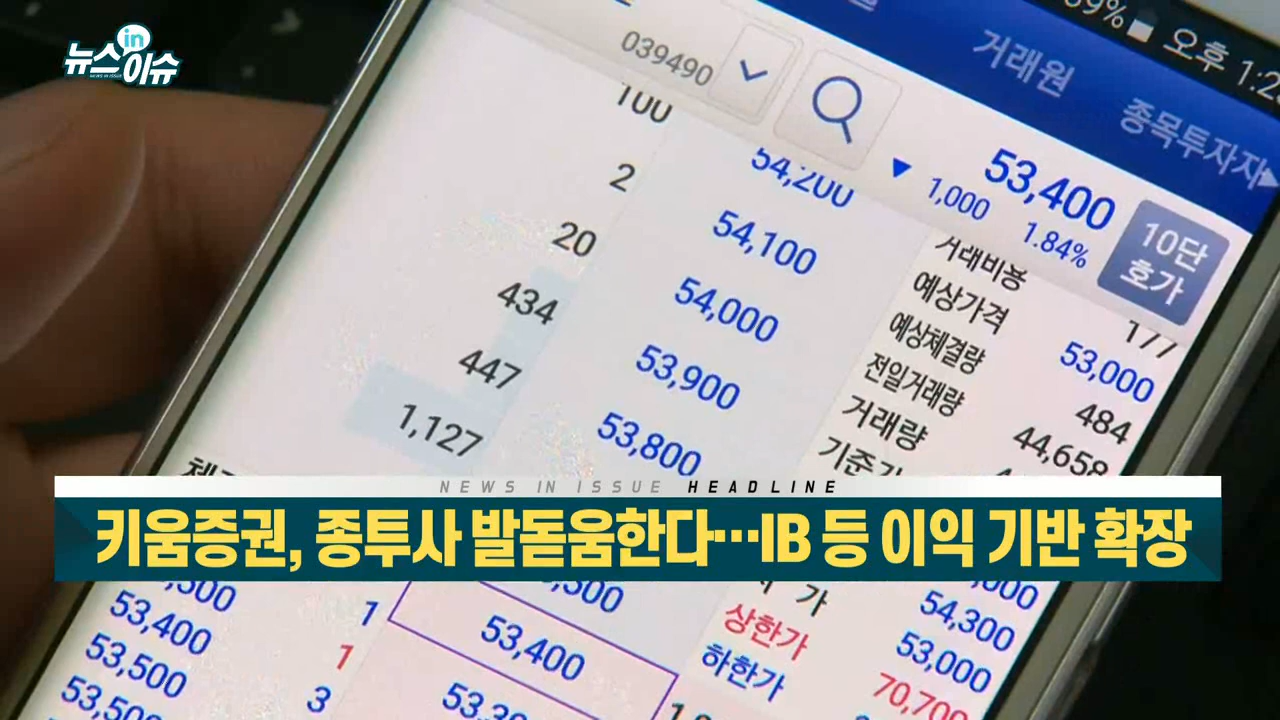 뉴스in이슈
NEWS IN ISSUE
오후 1:2
거래원
종목투자자▶
039490
53,400
▼ 1,000 1.84%
10단
호가
100
54,200
2
54,100
20
54,000
434
53,900
447
53,800
1,127
거래비용
177
예상가격
53,000
예상체결량
484
전일거래량
44,658
거래량
NEWS IN ISSUE HEADLINE
키움증권, 종투사 발돋움한다…IB 등 이익 기반 확장
53,400
1
53,500
1
3
53,400
54,300
상한가
53,000
하한가
70,700